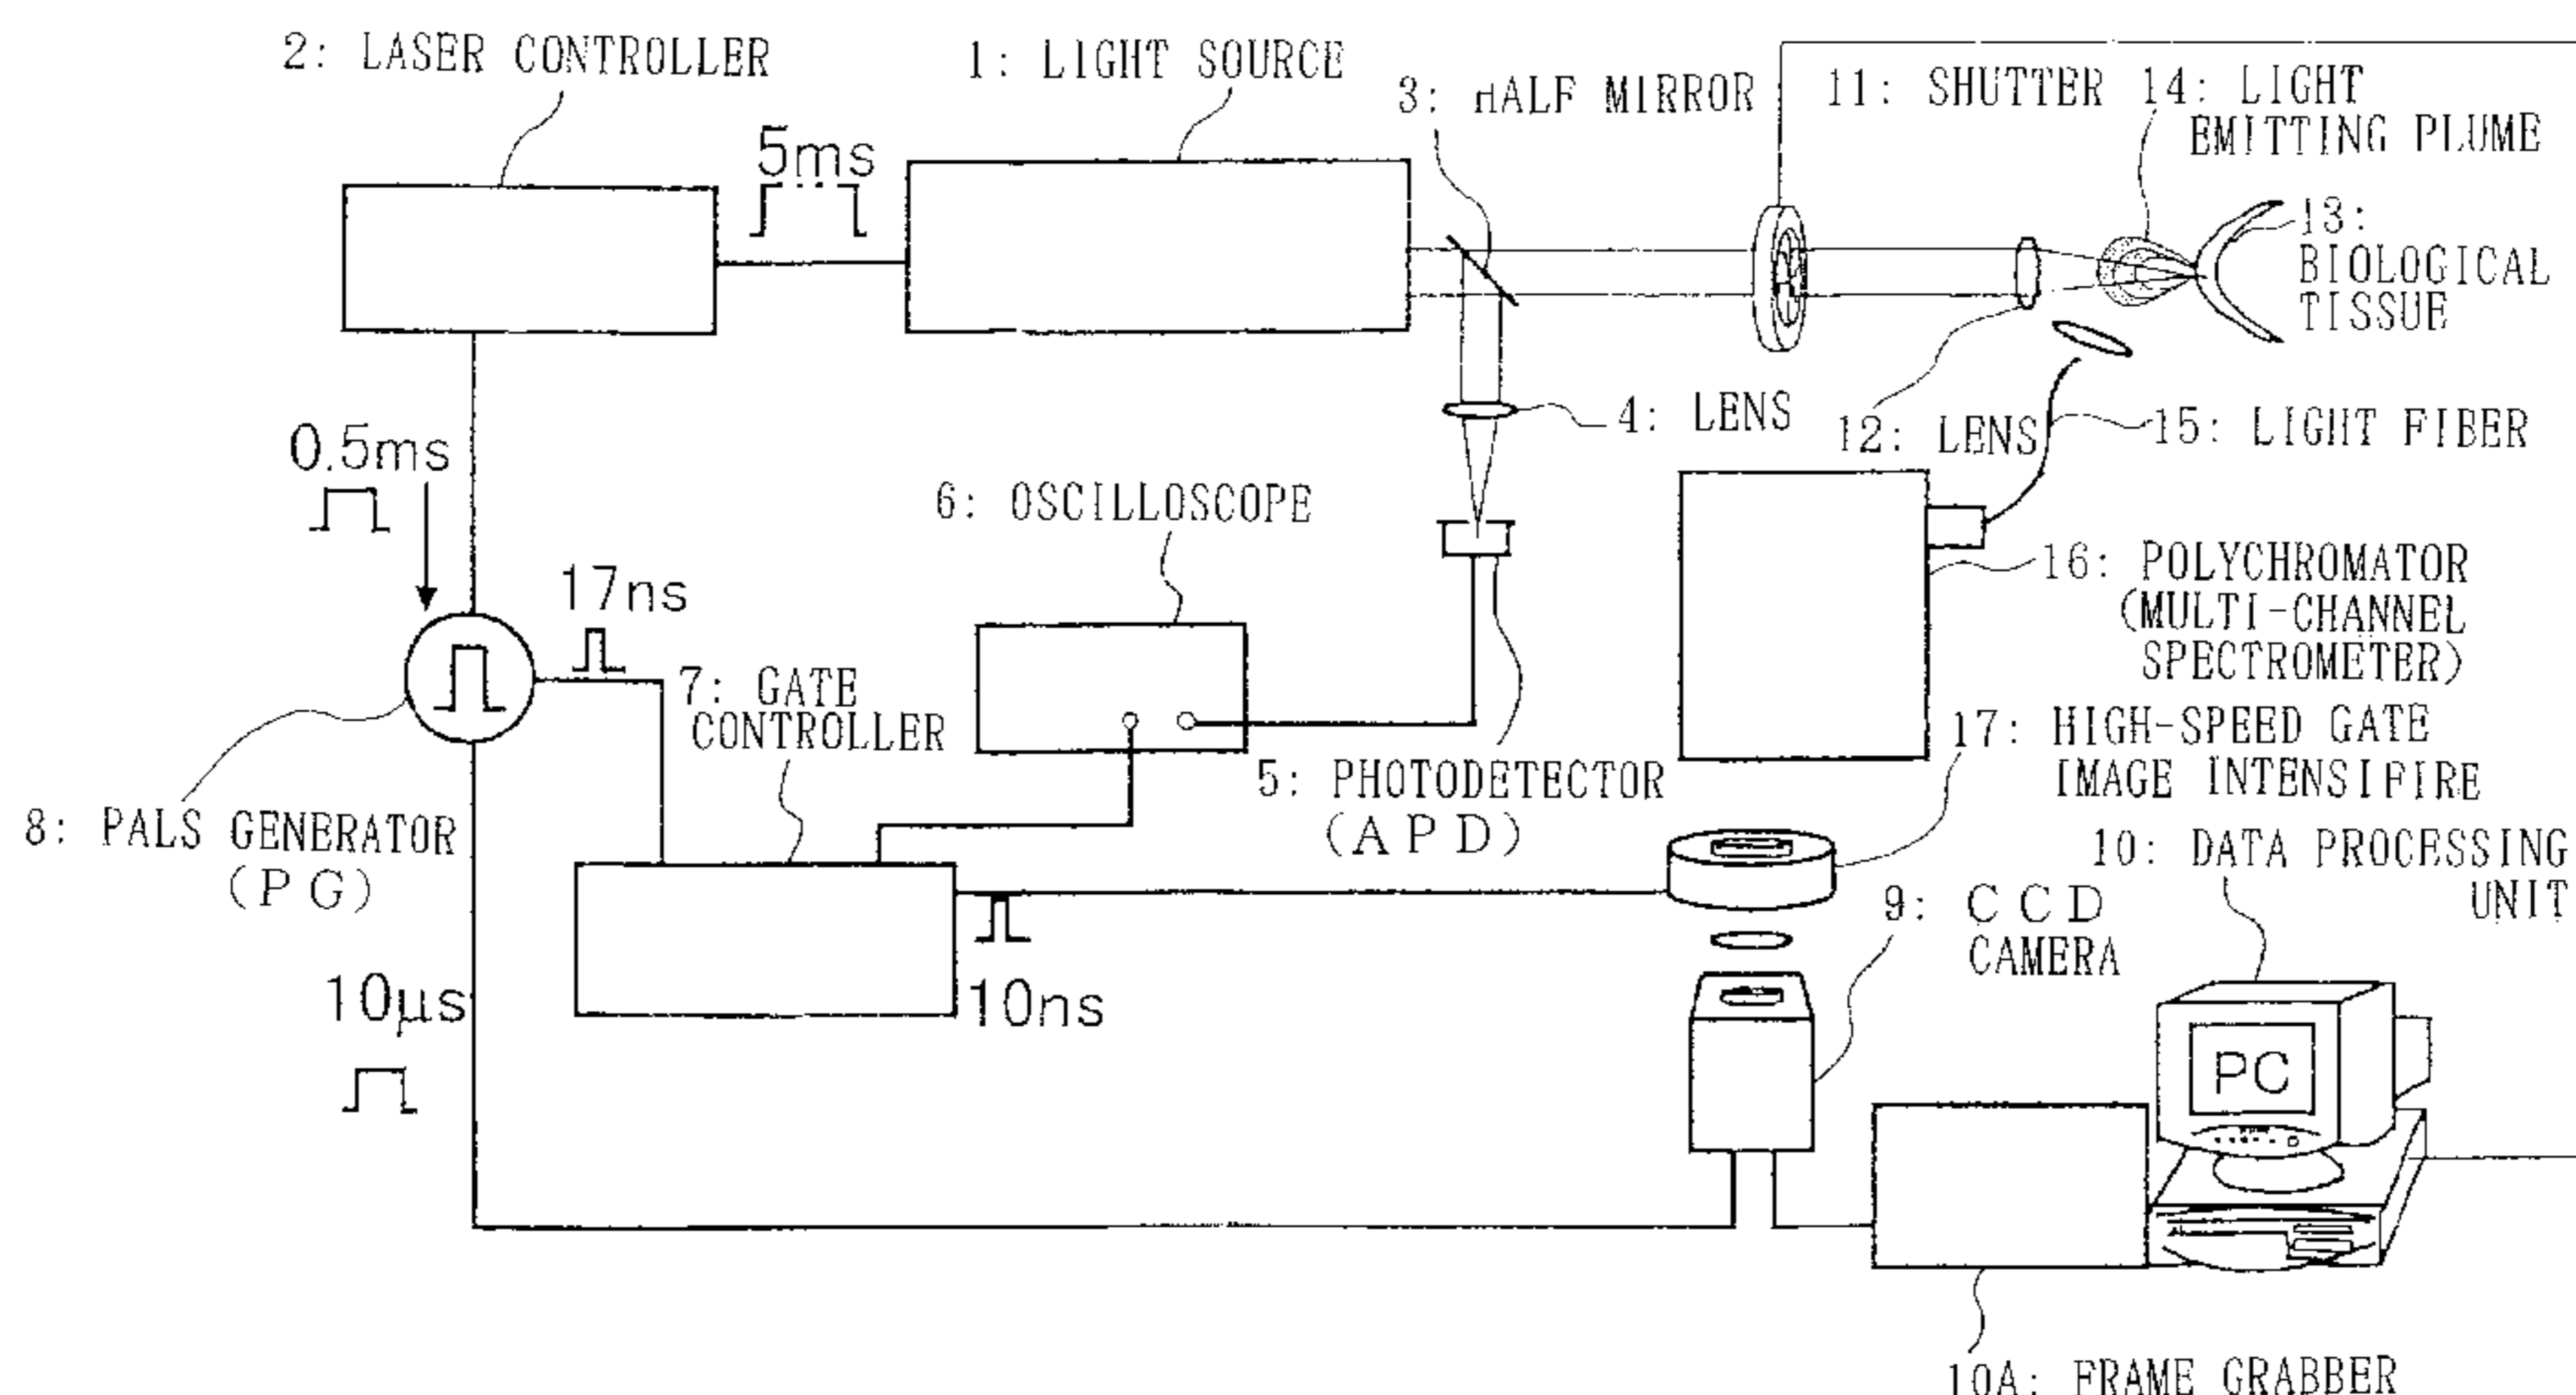 2: LASER CONTROLLER
1: LIGHT SOURCE
3: HALF MIRROR
11: SHUTTER
14: LIGHT
EMITTING PLUME
5ms
13:
BIOLOGICAL
TISSUE
4: LENS
12: LENS
15: LIGHT FIBER
0.5ms
6: OSCILLOSCOPE
17ns
16: POLYCHROMATOR
(MULTI-CHANNEL
SPECTROMETER)
7: GATE
CONTROLLER
17: HIGH-SPEED GATE
IMAGE INTENSIFIRE
5: PHOTODETECTOR
(APD)
8: PALS GENERATOR
(PG)
10: DATA PROCESSING
UNIT
9: CCD
CAMERA
10µs
10ns
PC
10A: FRAME GRABBER